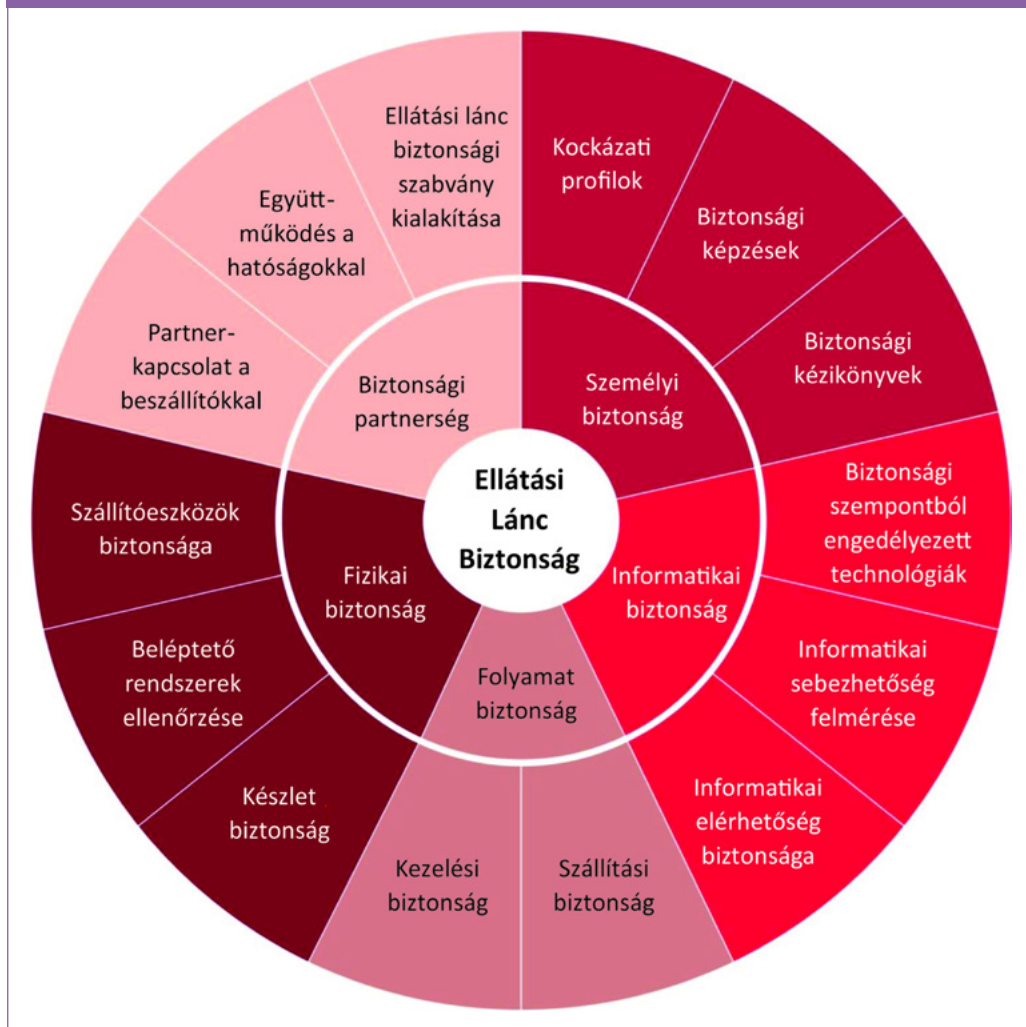 Ellátási
Lánc
Biztonság
Személyi
biztonság
Kockázati
profilok
Biztonsági
képzések
Biztonsági
kézikönyvek
Informatikai
biztonság
Biztonsági
szempontból
engedélyezett
technológiák
Informatikai
sebezhetőség
felmérése
Informatikai
elérhetőség
biztonsága
Folyamat
biztonság
Szállítási
biztonság
Kezelési
biztonság
Fizikai
biztonság
Készlet
biztonság
Beléptető
rendszerek
ellenőrzése
Szállítóeszközök
biztonsága
Biztonsági
partnerség
Partner-
kapcsolat a
beszállítókkal
Együtt-
működés a
hatóságokkal
Ellátási lánc
biztonsági
szabvány
kialakítása